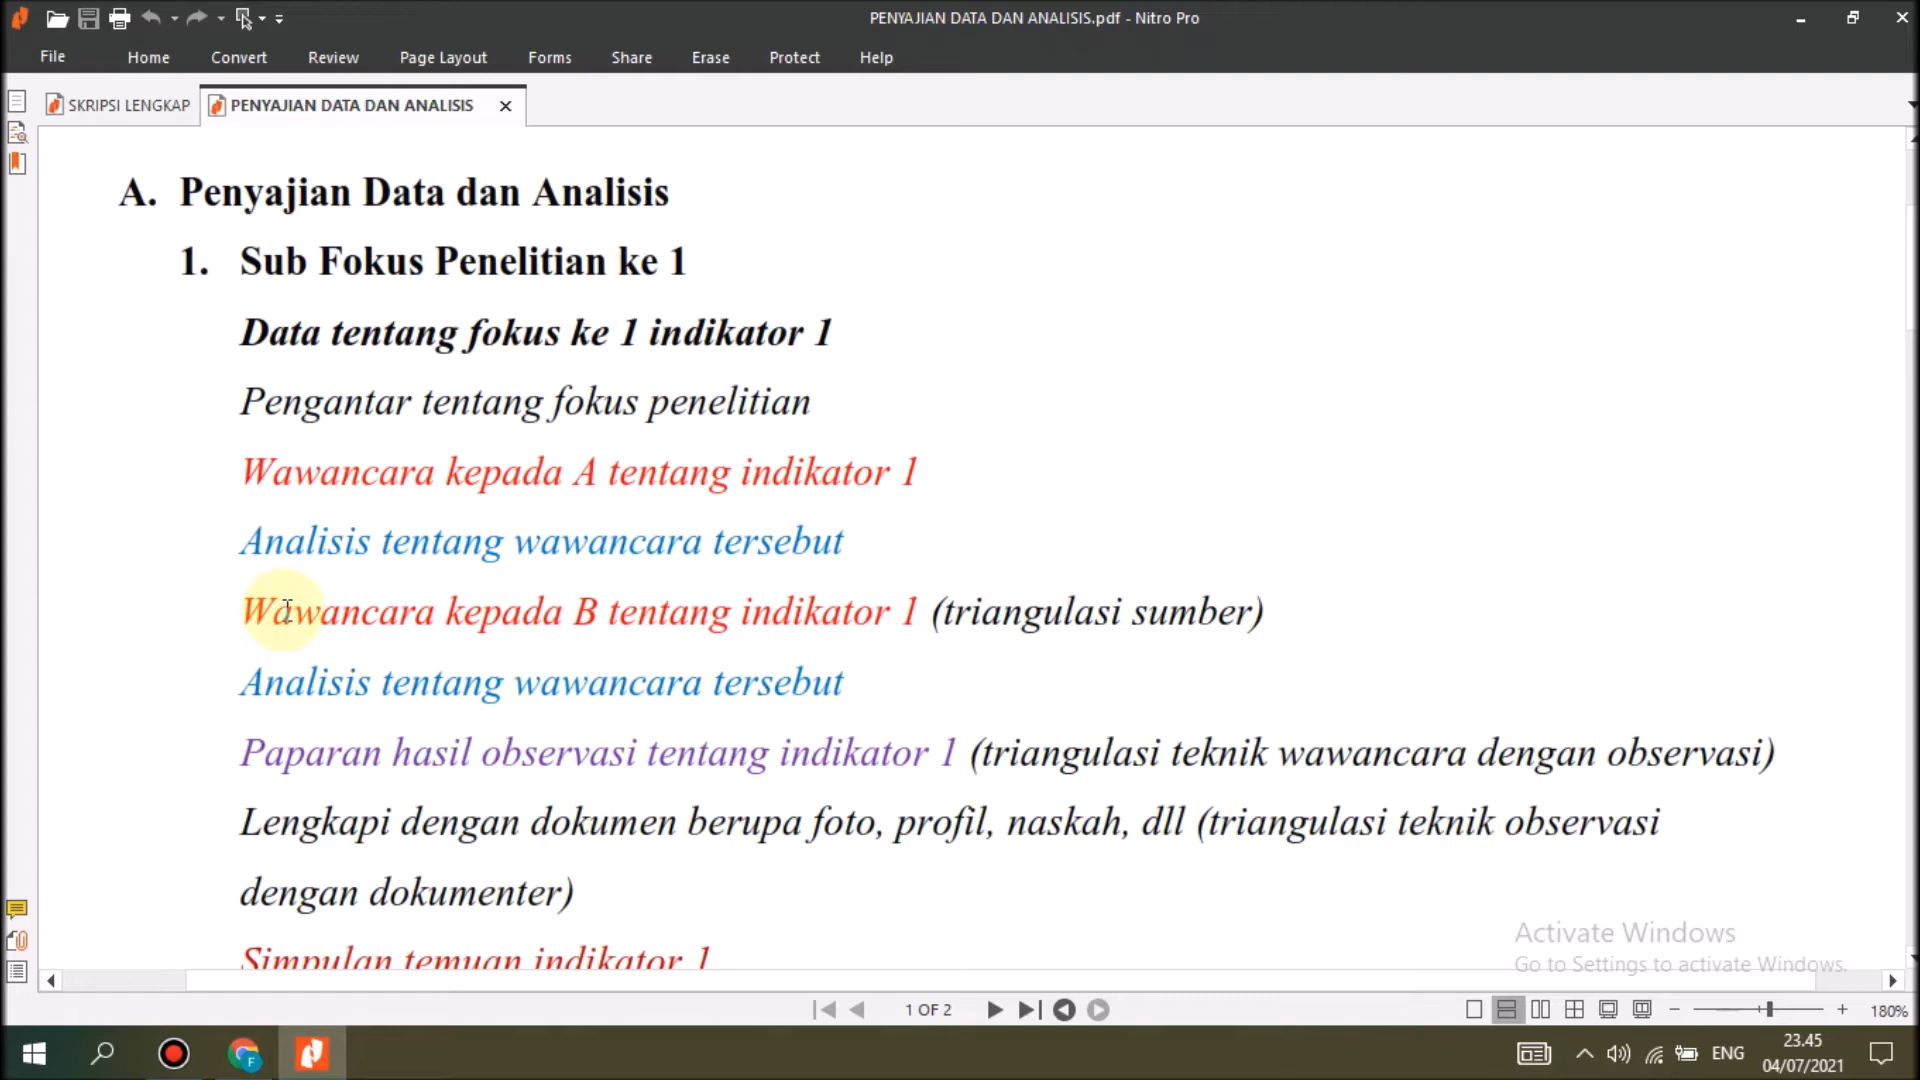 PENYAJIAN DATA DAN ANALISIS.pdf - Nitro Pro
File Home Convert Review Page Layout Forms Share Erase Protect Help
SKRIPSI LENGKAP PENYAJIAN DATA DAN ANALISIS
A. Penyajian Data dan Analisis
1. Sub Fokus Penelitian ke 1
Data tentang fokus ke 1 indikator 1
Pengantar tentang fokus penelitian
Wawancara kepada A tentang indikator 1
Analisis tentang wawancara tersebut
Wawancara kepada B tentang indikator 1 (triangulasi sumber)
Analisis tentang wawancara tersebut
Paparan hasil observasi tentang indikator 1 (triangulasi teknik wawancara dengan observasi)
Lengkapi dengan dokumen berupa foto, profil, naskah, dll (triangulasi teknik observasi
dengan dokumenter)
Simpulan temuan indikator 1
Activate Windows
Go to Settings to activate Windows.
1 OF 2
180%
F
ENG
23.45
04/07/2021